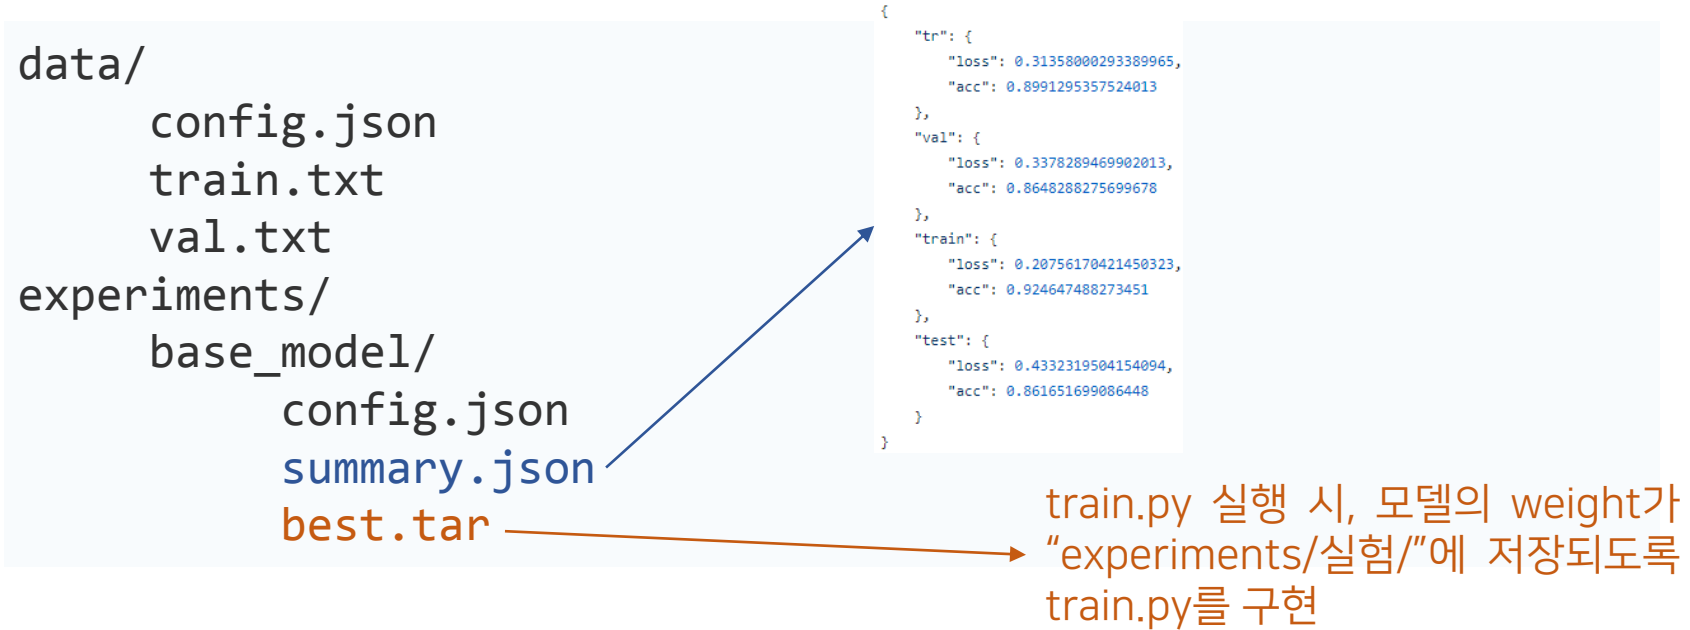 data/
config.json
train.txt
val.txt
experiments/
base_model/
config.json
summary.json
best.tar
{
"tr": {
"loss": 0.31358000293389965,
"acc": 0.8991295357524013
},
"val": {
"loss": 0.3378289469902013,
"acc": 0.8648288275699678
},
"train": {
"loss": 0.20756170421450323,
"acc": 0.924647488273451
},
"test": {
"loss": 0.4332319504154094,
"acc": 0.861651699086448
}
}
train.py 실행 시, 모델의 weight가
“experiments/실험/”에 저장되도록
train.py를 구현